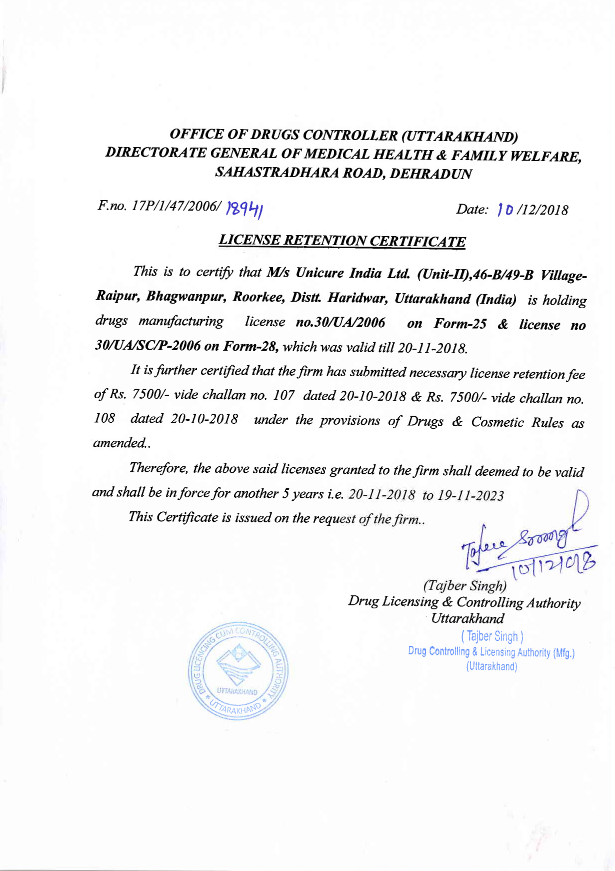 OFFICE OF DRUGS CONTROLLER (UTTARAKHAND)
DIRECTORATE GENERAL OF MEDICAL HEALTH & FAMILY WELFARE,
SAHASTRADHARA ROAD, DEHRADUN
F.no. 17P/1/47/2006/ 18941
Date: 10 /12/2018
LICENSE RETENTION CERTIFICATE
This is to certify that M/s Unicure India Ltd. (Unit-II),46-B/49-B Village-
Raipur, Bhagwanpur, Roorkee, Distt. Haridwar, Uttarakhand (India) is holding
drugs manufacturing license no.30/UA/2006 on Form-25 & license no
30/UA/SC/P-2006 on Form-28, which was valid till 20-11-2018.
It is further certified that the firm has submitted necessary license retention fee
of Rs. 7500/- vide challan no. 107 dated 20-10-2018 & Rs. 7500/- vide challan no.
108 dated 20-10-2018 under the provisions of Drugs & Cosmetic Rules as
amended..
Therefore, the above said licenses granted to the firm shall deemed to be valid
and shall be in force for another 5 years i.e. 20-11-2018 to 19-11-2023
This Certificate is issued on the request of the firm..
(Tajber Singh)
Drug Licensing & Controlling Authority
Uttarakhand
( Tajber Singh )
Drug Controlling & Licensing Authority (Mfg.)
(Uttarakhand)
DRUG LICENCING CUM CONTROLLING AUTHORITY
UTTARAKHAND
UTTARAKHAND